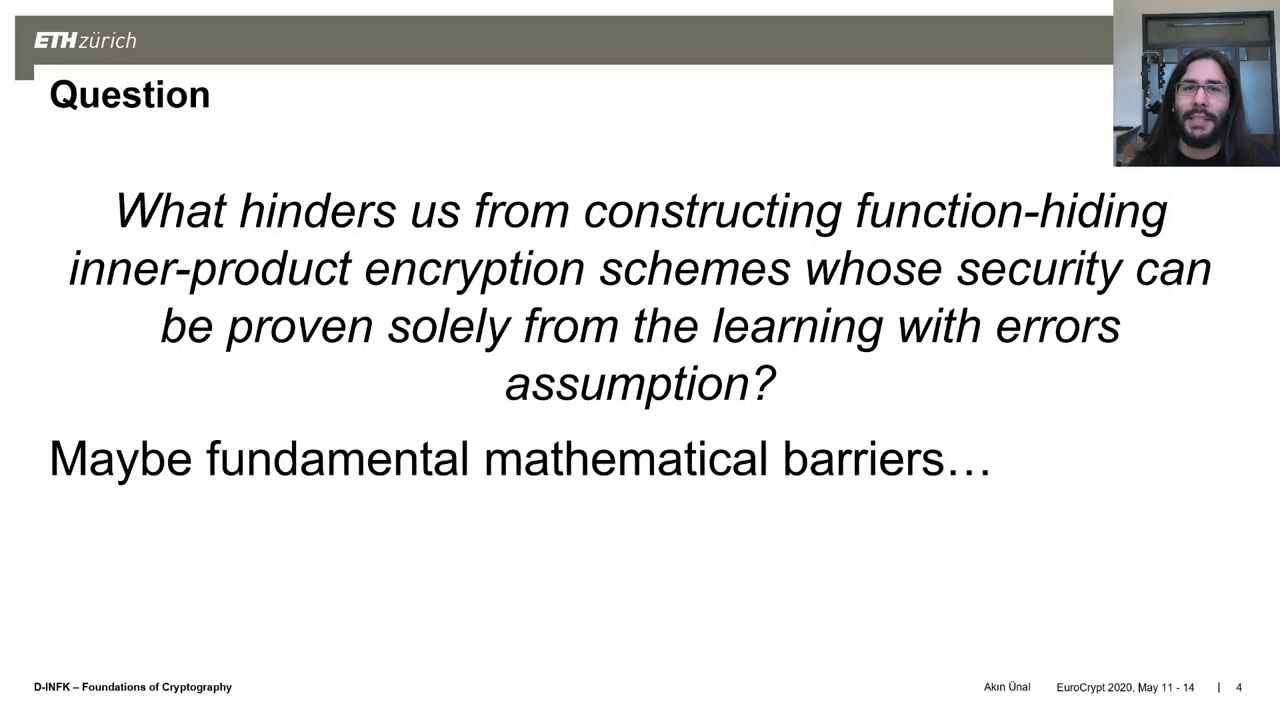 ETH zürich
Question
What hinders us from constructing function-hiding
inner-product encryption schemes whose security can
be proven solely from the learning with errors
assumption?
Maybe fundamental mathematical barriers…
D-INFK – Foundations of Cryptography
Akın Ünal
EuroCrypt 2020, May 11 - 14
| 4